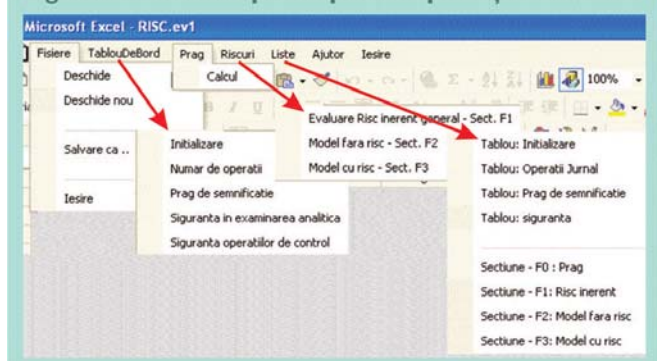 Microsoft Excel - RISC.ev1
Fisiere TablouDeBord Prag Riscuri Liste Ajutor Iesire
Deschide
Deschide nou
Salvare ca ..
Iesire
Calcul
100%
Initializare
Numar de operatii
Prag de semnificatie
Siguranta in examinarea analitica
Siguranta operatiilor de control
Evaluare Risc inerent general - Sect. F1
Model fara risc - Sect. F2
Model cu risc - Sect. F3
Tablou: Initializare
Tablou: Operatii Jurnal
Tablou: Prag de semnificatie
Tablou: siguranta
Sectiune - F0 : Prag
Sectiune - F1: Risc inerent
Sectiune - F2: Model fara risc
Sectiune - F3: Model cu risc